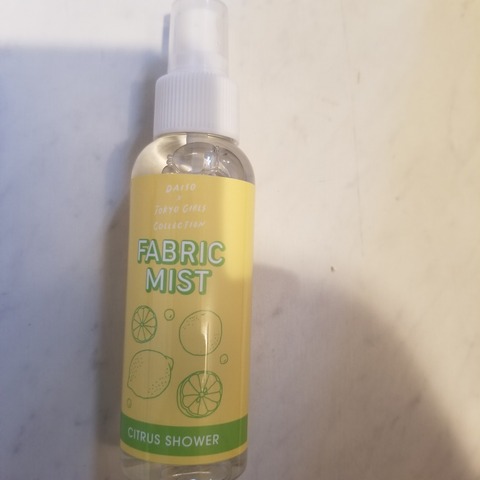 DAISO
×
TOKYO GIRLS
COLLECTION
FABRIC
MIST
CITRUS SHOWER